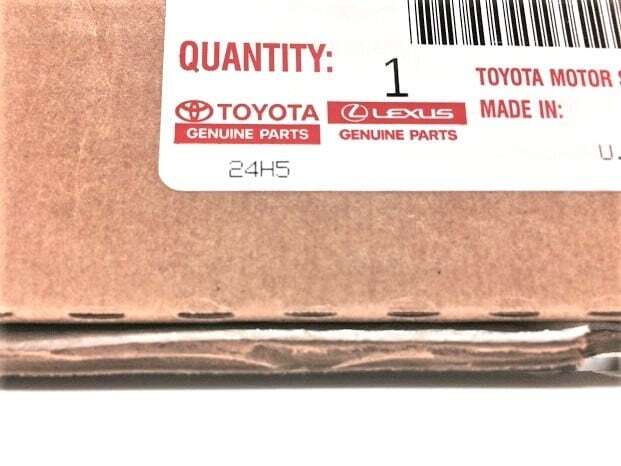 QUANTITY: 1
TOYOTA MOTOR
TOYOTA LEXUS MADE IN:
GENUINE PARTS GENUINE PARTS
24H5 U.